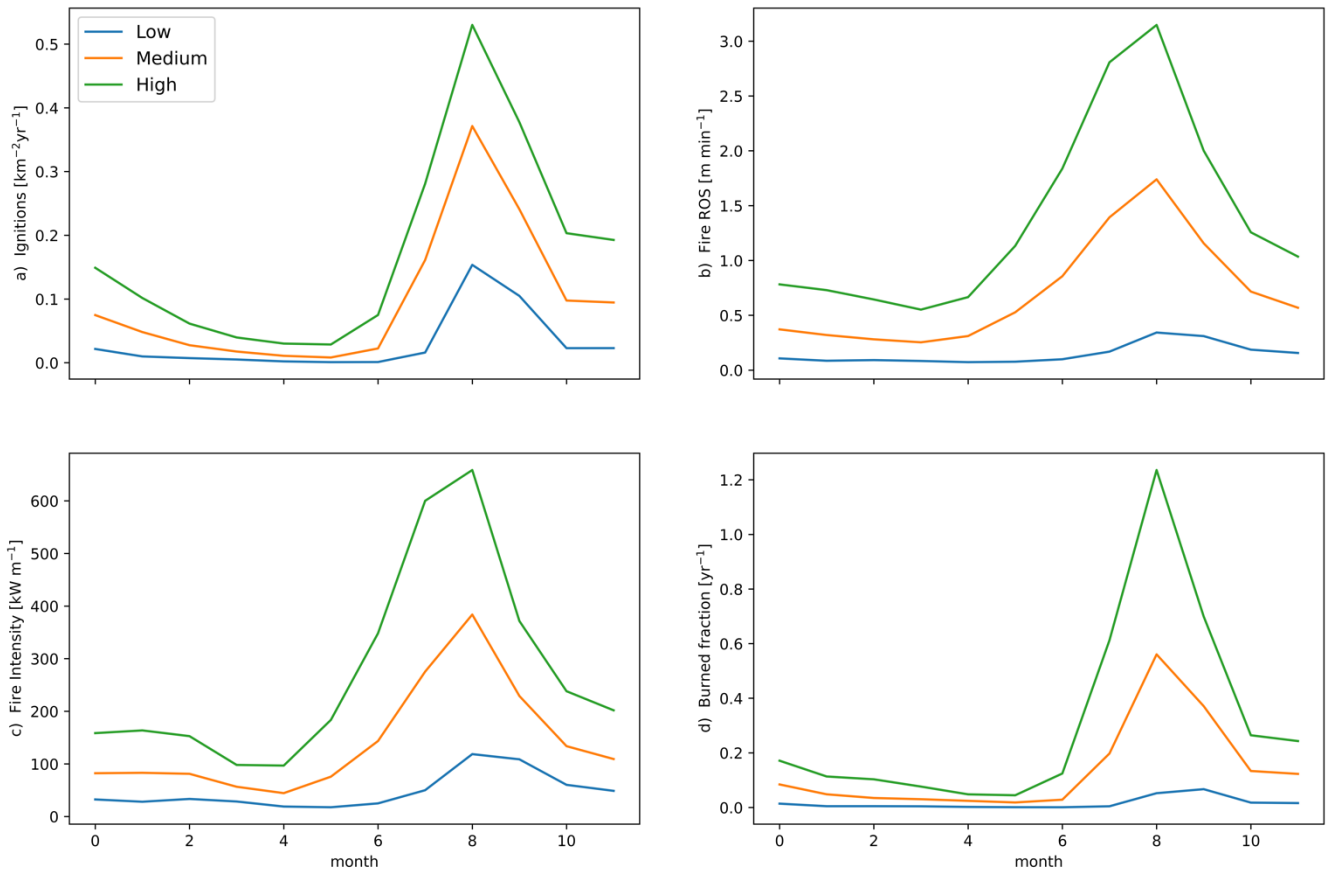 Low
Medium
High
0.5
0.4
0.3
0.2
0.1
0.0
a) Ignitions [km⁻²yr⁻¹]
3.0
2.5
2.0
1.5
1.0
0.5
0.0
b) Fire ROS [m min⁻¹]
600
500
400
300
200
100
0
c) Fire Intensity [kW m⁻¹]
0 2 4 6 8 10
month
1.2
1.0
0.8
0.6
0.4
0.2
0.0
d) Burned fraction [yr⁻¹]
0 2 4 6 8 10
month